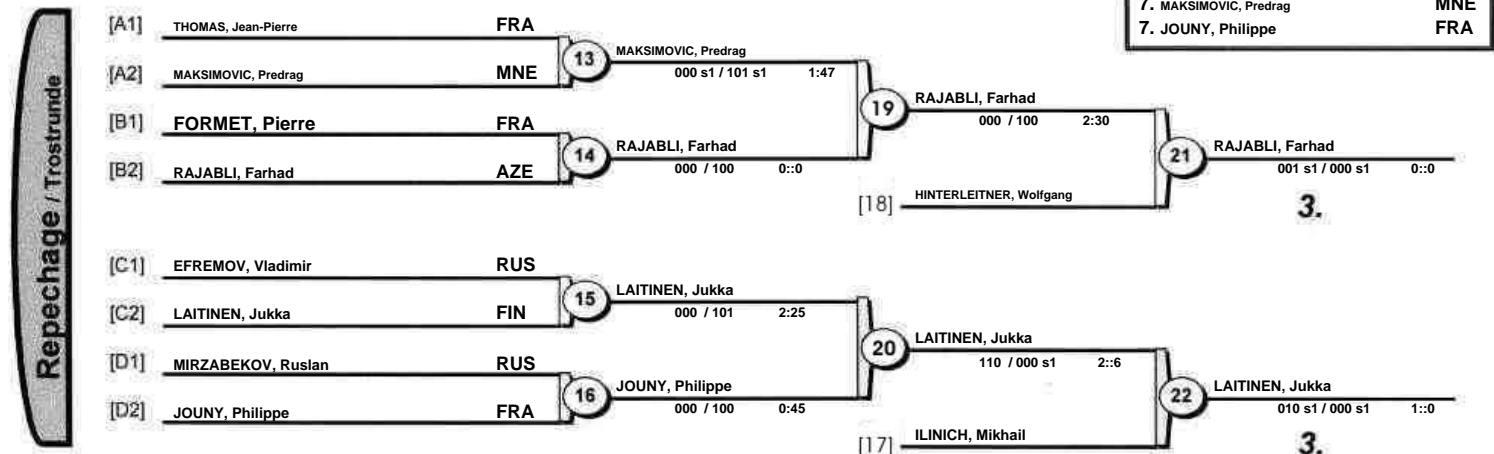 7. MAKSIMOVIC, Predrag MNE
7. JOUNY, Philippe FRA
Repechage / Trostrunde
[A1] THOMAS, Jean-Pierre FRA
13 MAKSIMOVIC, Predrag
000 s1 / 101 s1 1:47
[A2] MAKSIMOVIC, Predrag MNE
19 RAJABLI, Farhad
000 / 100 2:30
[B1] FORMET, Pierre FRA
14 RAJABLI, Farhad
000 / 100 0::0
[B2] RAJABLI, Farhad AZE
21 RAJABLI, Farhad
001 s1 / 000 s1 0::0
[18] HINTERLEITNER, Wolfgang
3.
[C1] EFREMOV, Vladimir RUS
15 LAITINEN, Jukka
000 / 101 2:25
[C2] LAITINEN, Jukka FIN
20 LAITINEN, Jukka
110 / 000 s1 2::6
[D1] MIRZABEKOV, Ruslan RUS
16 JOUNY, Philippe
000 / 100 0:45
[D2] JOUNY, Philippe FRA
22 LAITINEN, Jukka
010 s1 / 000 s1 1::0
[17] ILINICH, Mikhail
3.